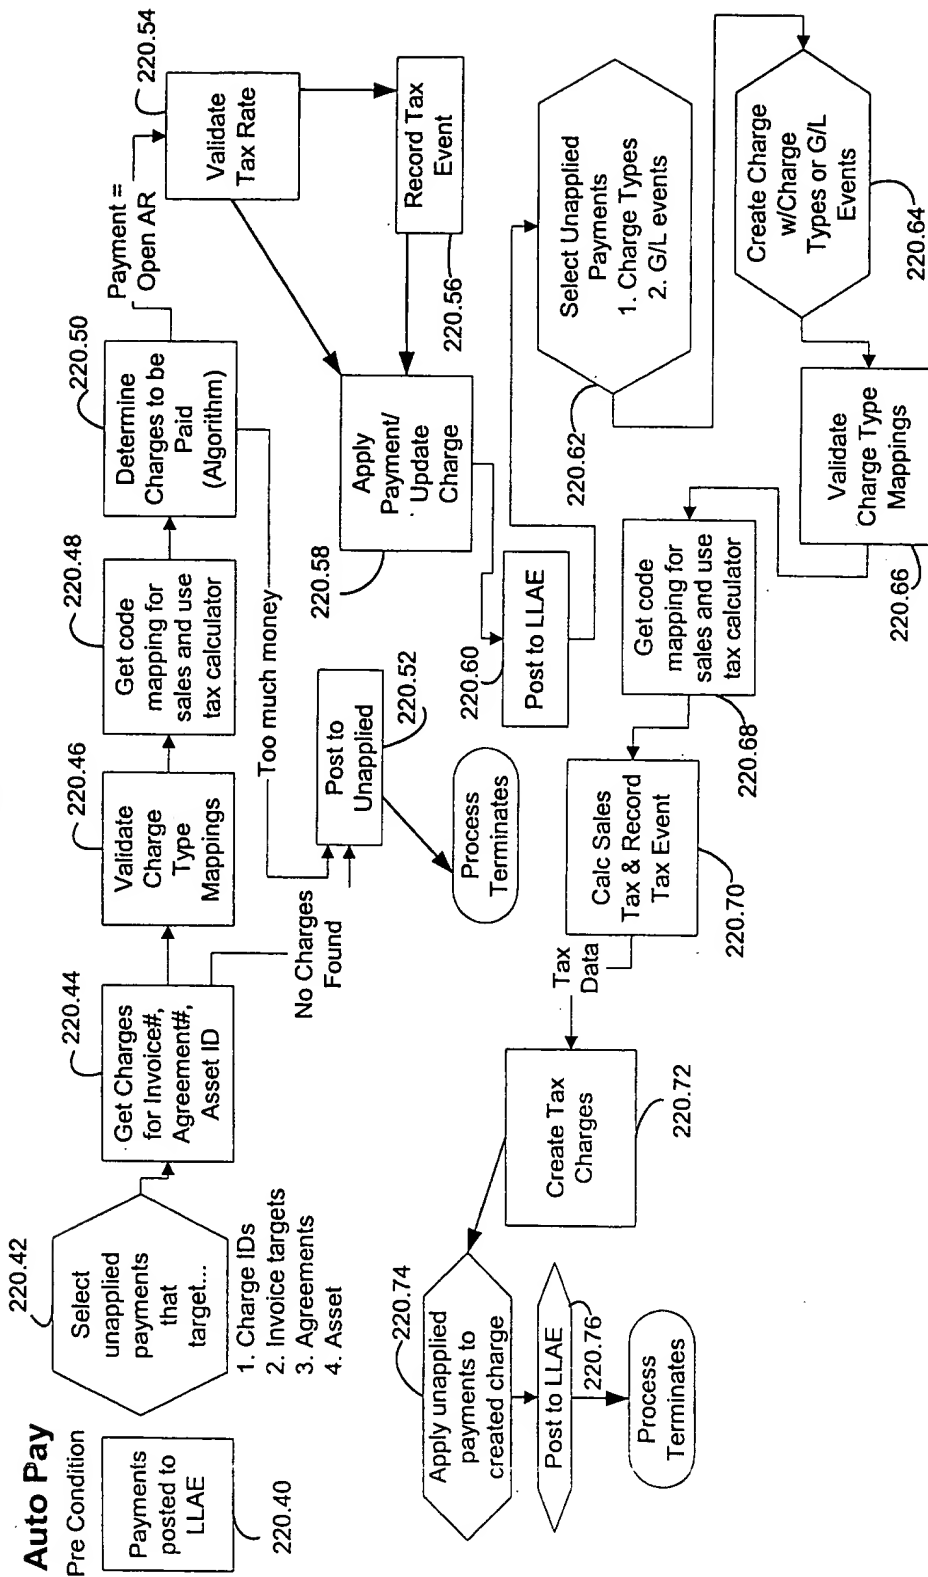 Auto Pay
Pre Condition
Payments
posted to
LLAE
220.40
220.42
Select
unapplied
payments
that
target...
1. Charge IDs
2. Invoice targets
3. Agreements
4. Asset
220.44
Get Charges
for Invoice#,
Agreement#,
Asset ID
No Charges
Found
220.46
Validate
Charge
Type
Mappings
220.48
Get code
mapping for
sales and use
tax calculator
220.50
Determine
Charges to be
Paid
(Algorithm)
Too much money
Payment =
Open AR
Post to
Unapplied
220.52
Process
Terminates
220.54
Validate
Tax Rate
Record Tax
Event
220.56
Apply
Payment/
Update
Charge
220.58
220.60
Post to LLAE
220.62
Select Unapplied
Payments
1. Charge Types
2. G/L events
Create Charge
w/Charge
Types or G/L
Events
220.64
Validate
Charge Type
Mappings
220.66
Get code
mapping for
sales and use
tax calculator
220.68
Calc Sales
Tax & Record
Tax Event
220.70
Tax
Data
Create Tax
Charges
220.72
220.74
Apply unapplied
payments to
created charge
Post to LLAE
220.76
Process
Terminates